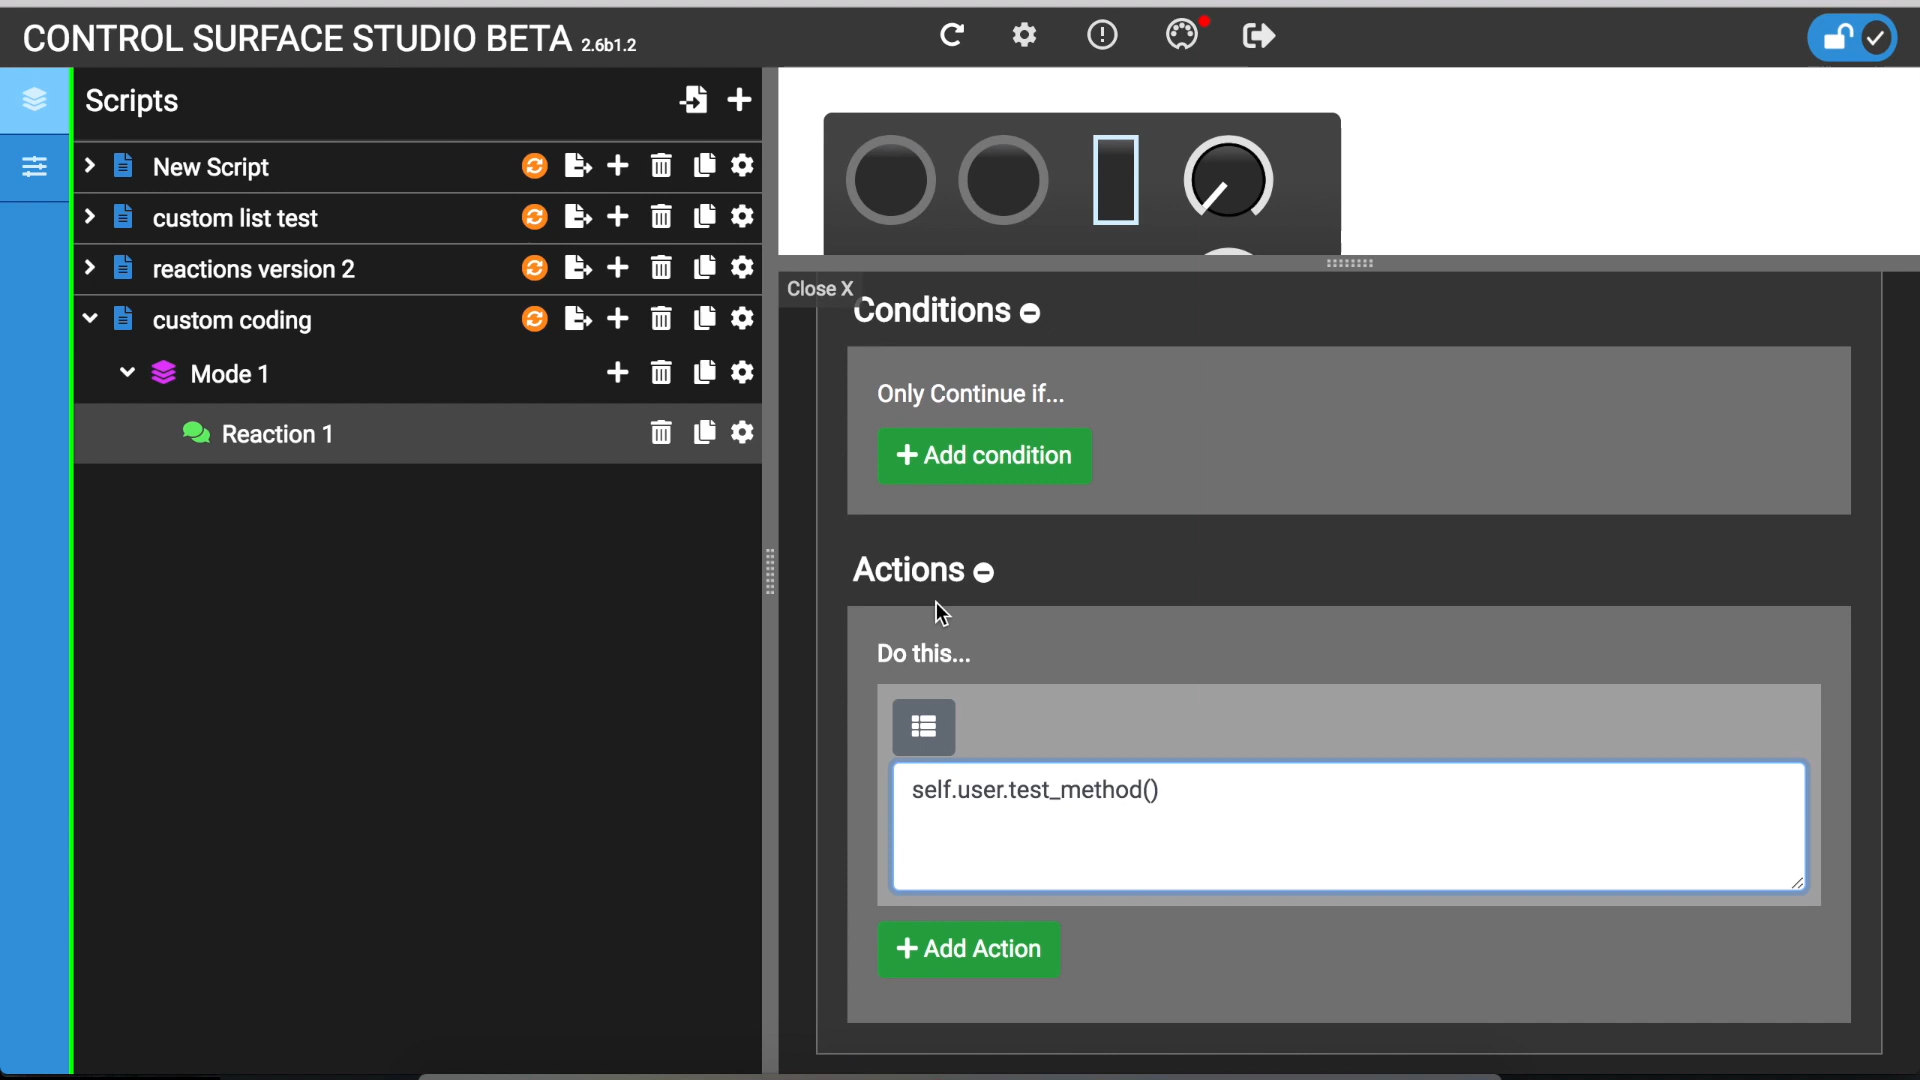 CONTROL SURFACE STUDIO BETA 2.6b1.2
Scripts
New Script
custom list test
reactions version 2
custom coding
Mode 1
Reaction 1
Close X
Conditions
Only Continue if...
Add condition
Actions
Do this...
self.user.test_method()
Add Action